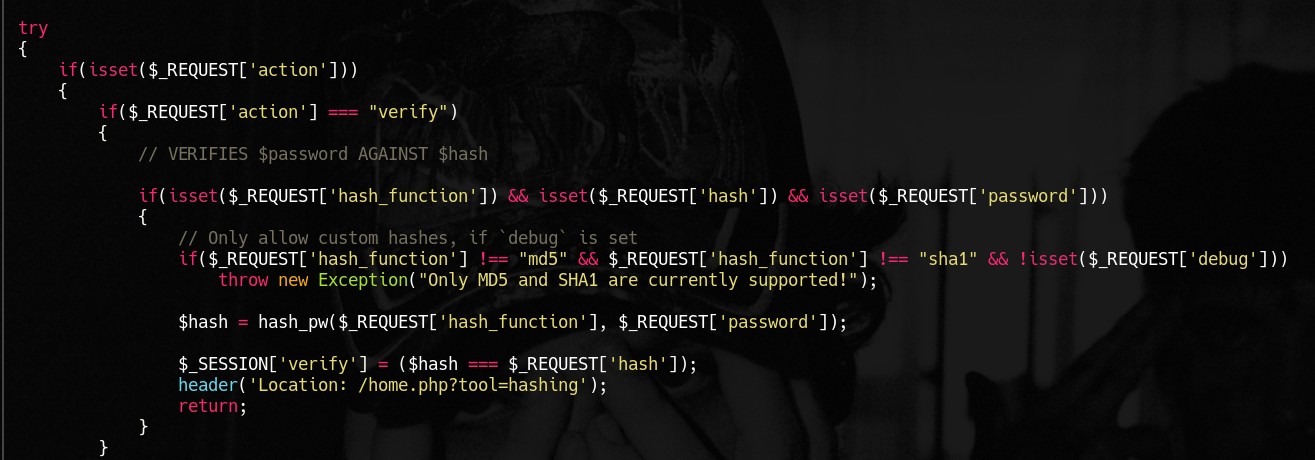 try
{
    if(isset($_REQUEST['action']))
    {
        if($_REQUEST['action'] === "verify")
        {
            // VERIFIES $password AGAINST $hash

            if(isset($_REQUEST['hash_function']) && isset($_REQUEST['hash']) && isset($_REQUEST['password']))
            {
                // Only allow custom hashes, if `debug` is set
                if($_REQUEST['hash_function'] !== "md5" && $_REQUEST['hash_function'] !== "sha1" && !isset($_REQUEST['debug']))
                    throw new Exception("Only MD5 and SHA1 are currently supported!");

                $hash = hash_pw($_REQUEST['hash_function'], $_REQUEST['password']);

                $_SESSION['verify'] = ($hash === $_REQUEST['hash']);
                header('Location: /home.php?tool=hashing');
                return;
            }
        }